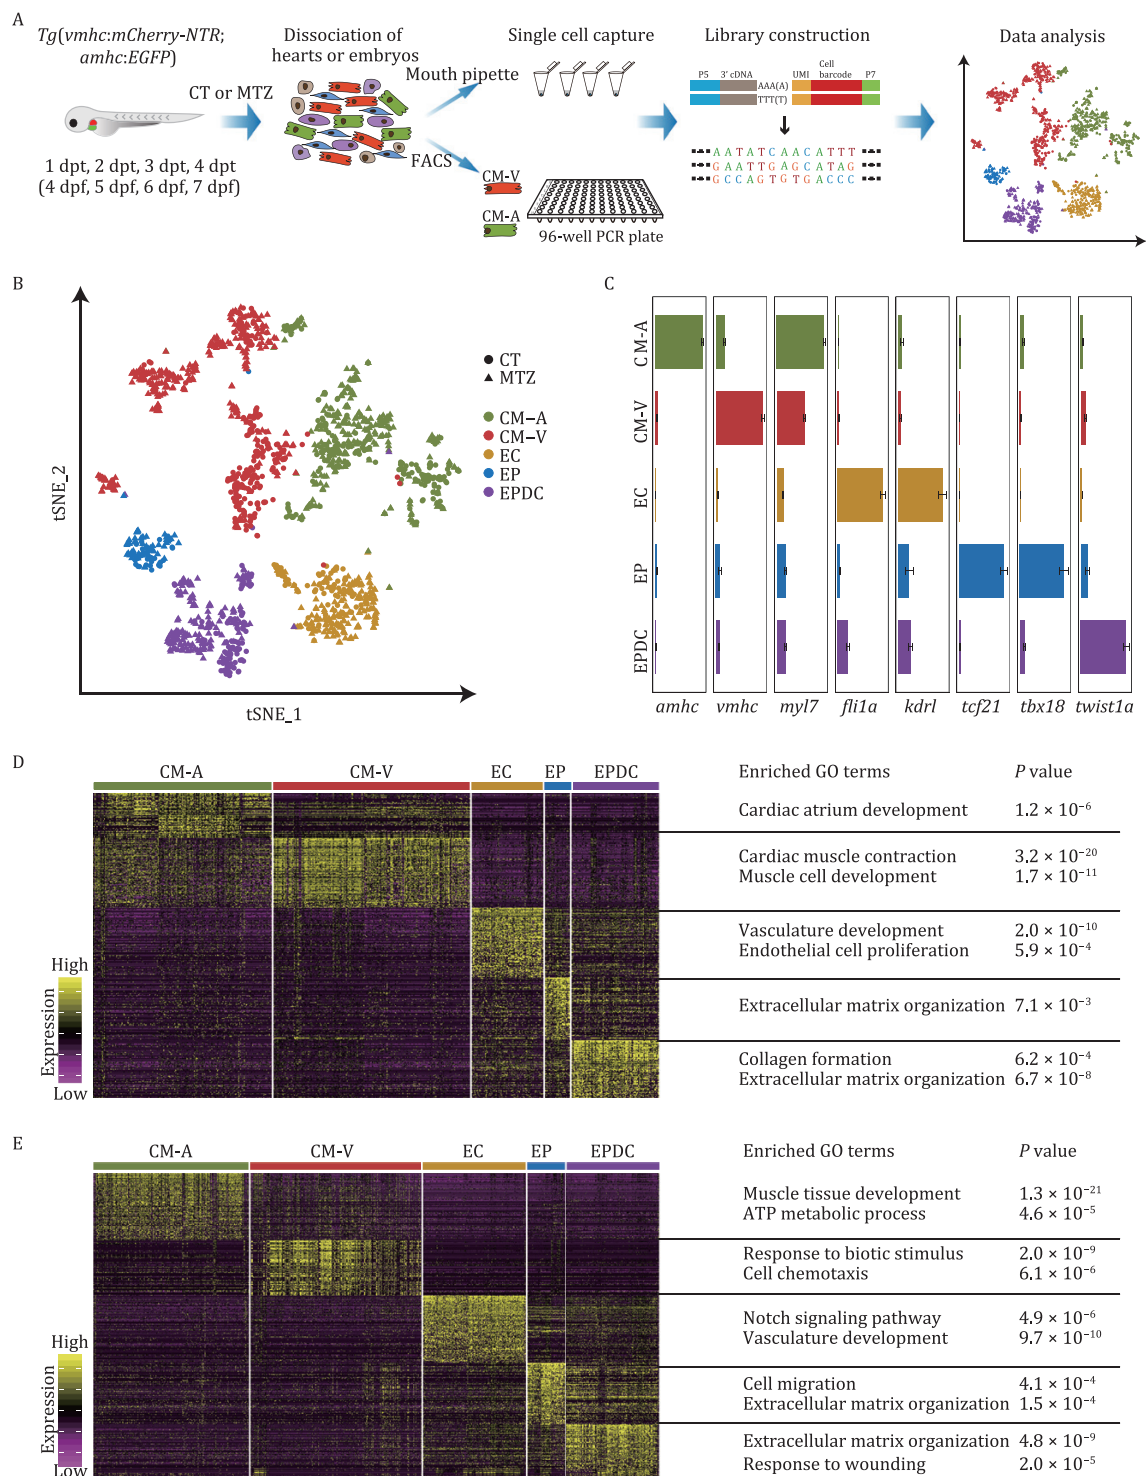 A
Tg(vmhc:mCherry-NTR;
amhc:EGFP)
CT or MTZ
1 dpt, 2 dpt, 3 dpt, 4 dpt
(4 dpf, 5 dpf, 6 dpf, 7 dpf)
Dissociation of
hearts or embryos
Mouth pipette
FACS
Single cell capture
CM-V
CM-A
96-well PCR plate
Library construction
P5 3′ cDNA UMI Cell barcode P7
AAA(A)
TTT(T)
AATATCAACATTT
GAATTGAGCATAG
GCCAGTGTGACCC
Data analysis
B
tSNE_2
tSNE_1
CT
MTZ
CM−A
CM−V
EC
EP
EPDC
C
CM-A
CM-V
EC
EP
EPDC
amhc vmhc myl7 fli1a kdrl tcf21 tbx18 twist1a
D
CM-A CM-V EC EP EPDC
High
Expression
Low
Enriched GO terms P value
Cardiac atrium development 1.2 × 10⁻⁶
Cardiac muscle contraction 3.2 × 10⁻²⁰
Muscle cell development 1.7 × 10⁻¹¹
Vasculature development 2.0 × 10⁻¹⁰
Endothelial cell proliferation 5.9 × 10⁻⁴
Extracellular matrix organization 7.1 × 10⁻³
Collagen formation 6.2 × 10⁻⁴
Extracellular matrix organization 6.7 × 10⁻⁸
E
CM-A CM-V EC EP EPDC
High
Expression
Low
Enriched GO terms P value
Muscle tissue development 1.3 × 10⁻²¹
ATP metabolic process 4.6 × 10⁻⁵
Response to biotic stimulus 2.0 × 10⁻⁹
Cell chemotaxis 6.1 × 10⁻⁶
Notch signaling pathway 4.9 × 10⁻⁶
Vasculature development 9.7 × 10⁻¹⁰
Cell migration 4.1 × 10⁻⁴
Extracellular matrix organization 1.5 × 10⁻⁴
Extracellular matrix organization 4.8 × 10⁻⁹
Response to wounding 2.0 × 10⁻⁵